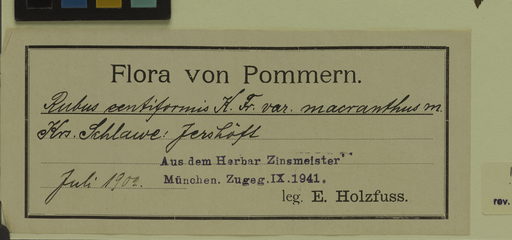 Flora von Pommern.
Rubus centiformis K. Fr. var. macranthus m.
Krs. Schlawe: Jershöft
Aus dem Herbar Zinsmeister
Juli 1902. München. Zugeg. IX. 1941.
leg. E. Holzfuss.
rev.